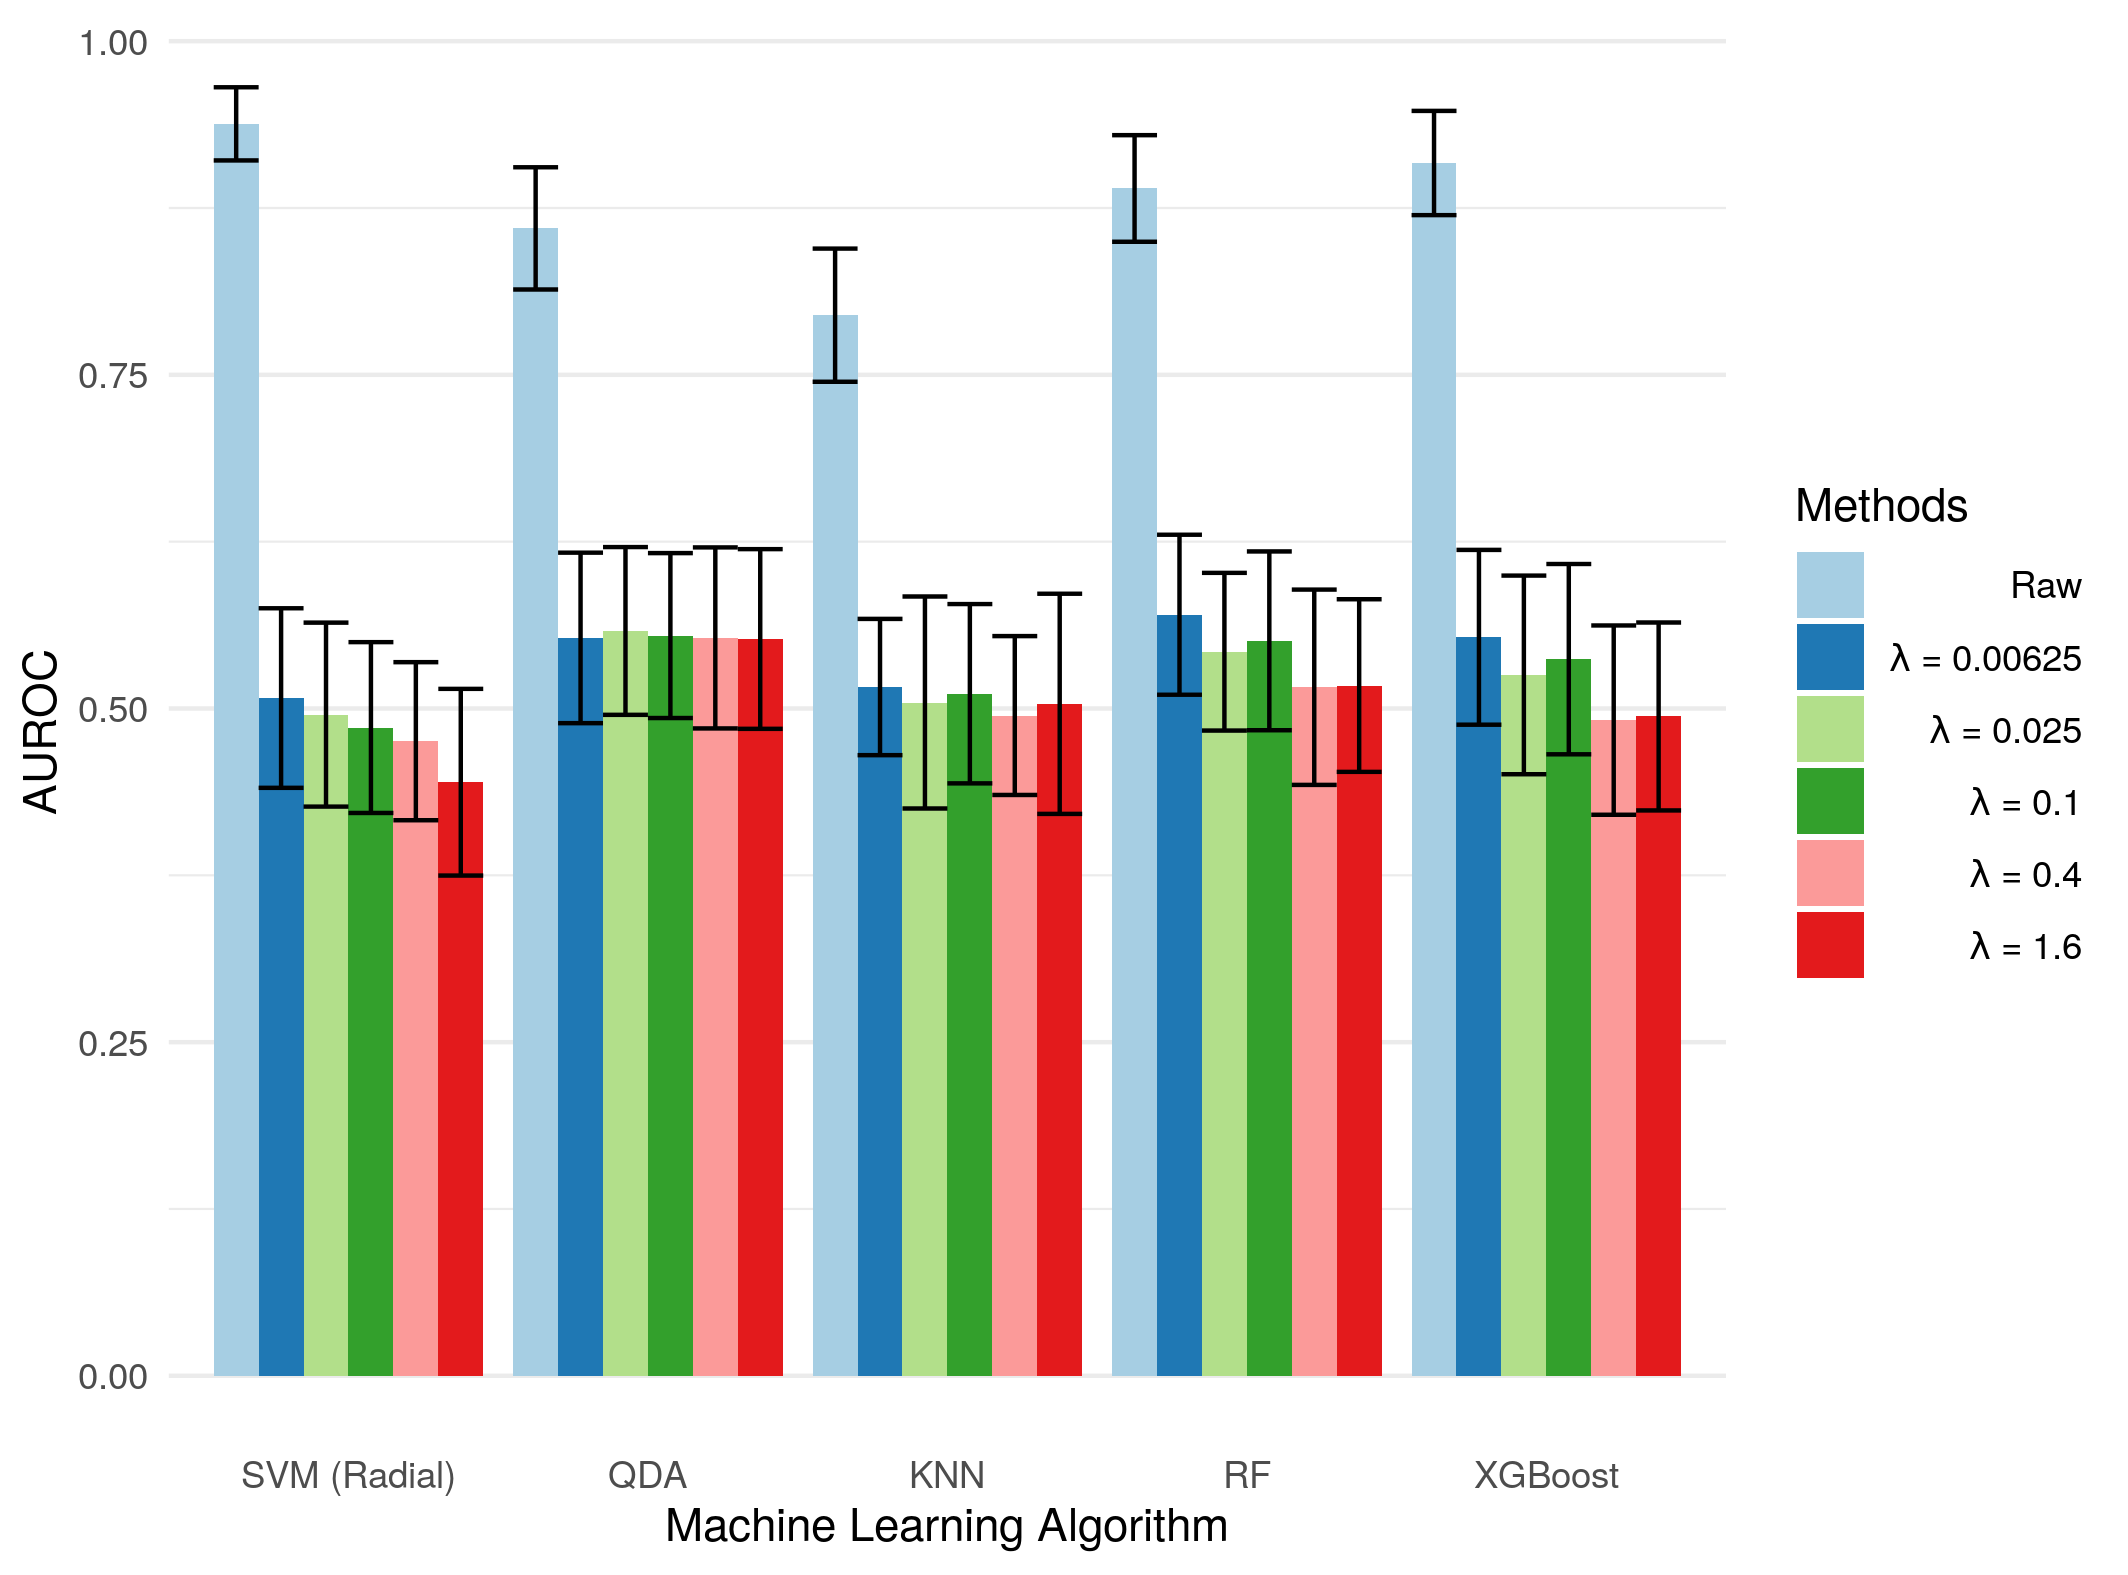 1.00
0.75
0.50
0.25
0.00
AUROC
SVM (Radial)
QDA
KNN
RF
XGBoost
Machine Learning Algorithm
Methods
Raw
λ = 0.00625
λ = 0.025
λ = 0.1
λ = 0.4
λ = 1.6